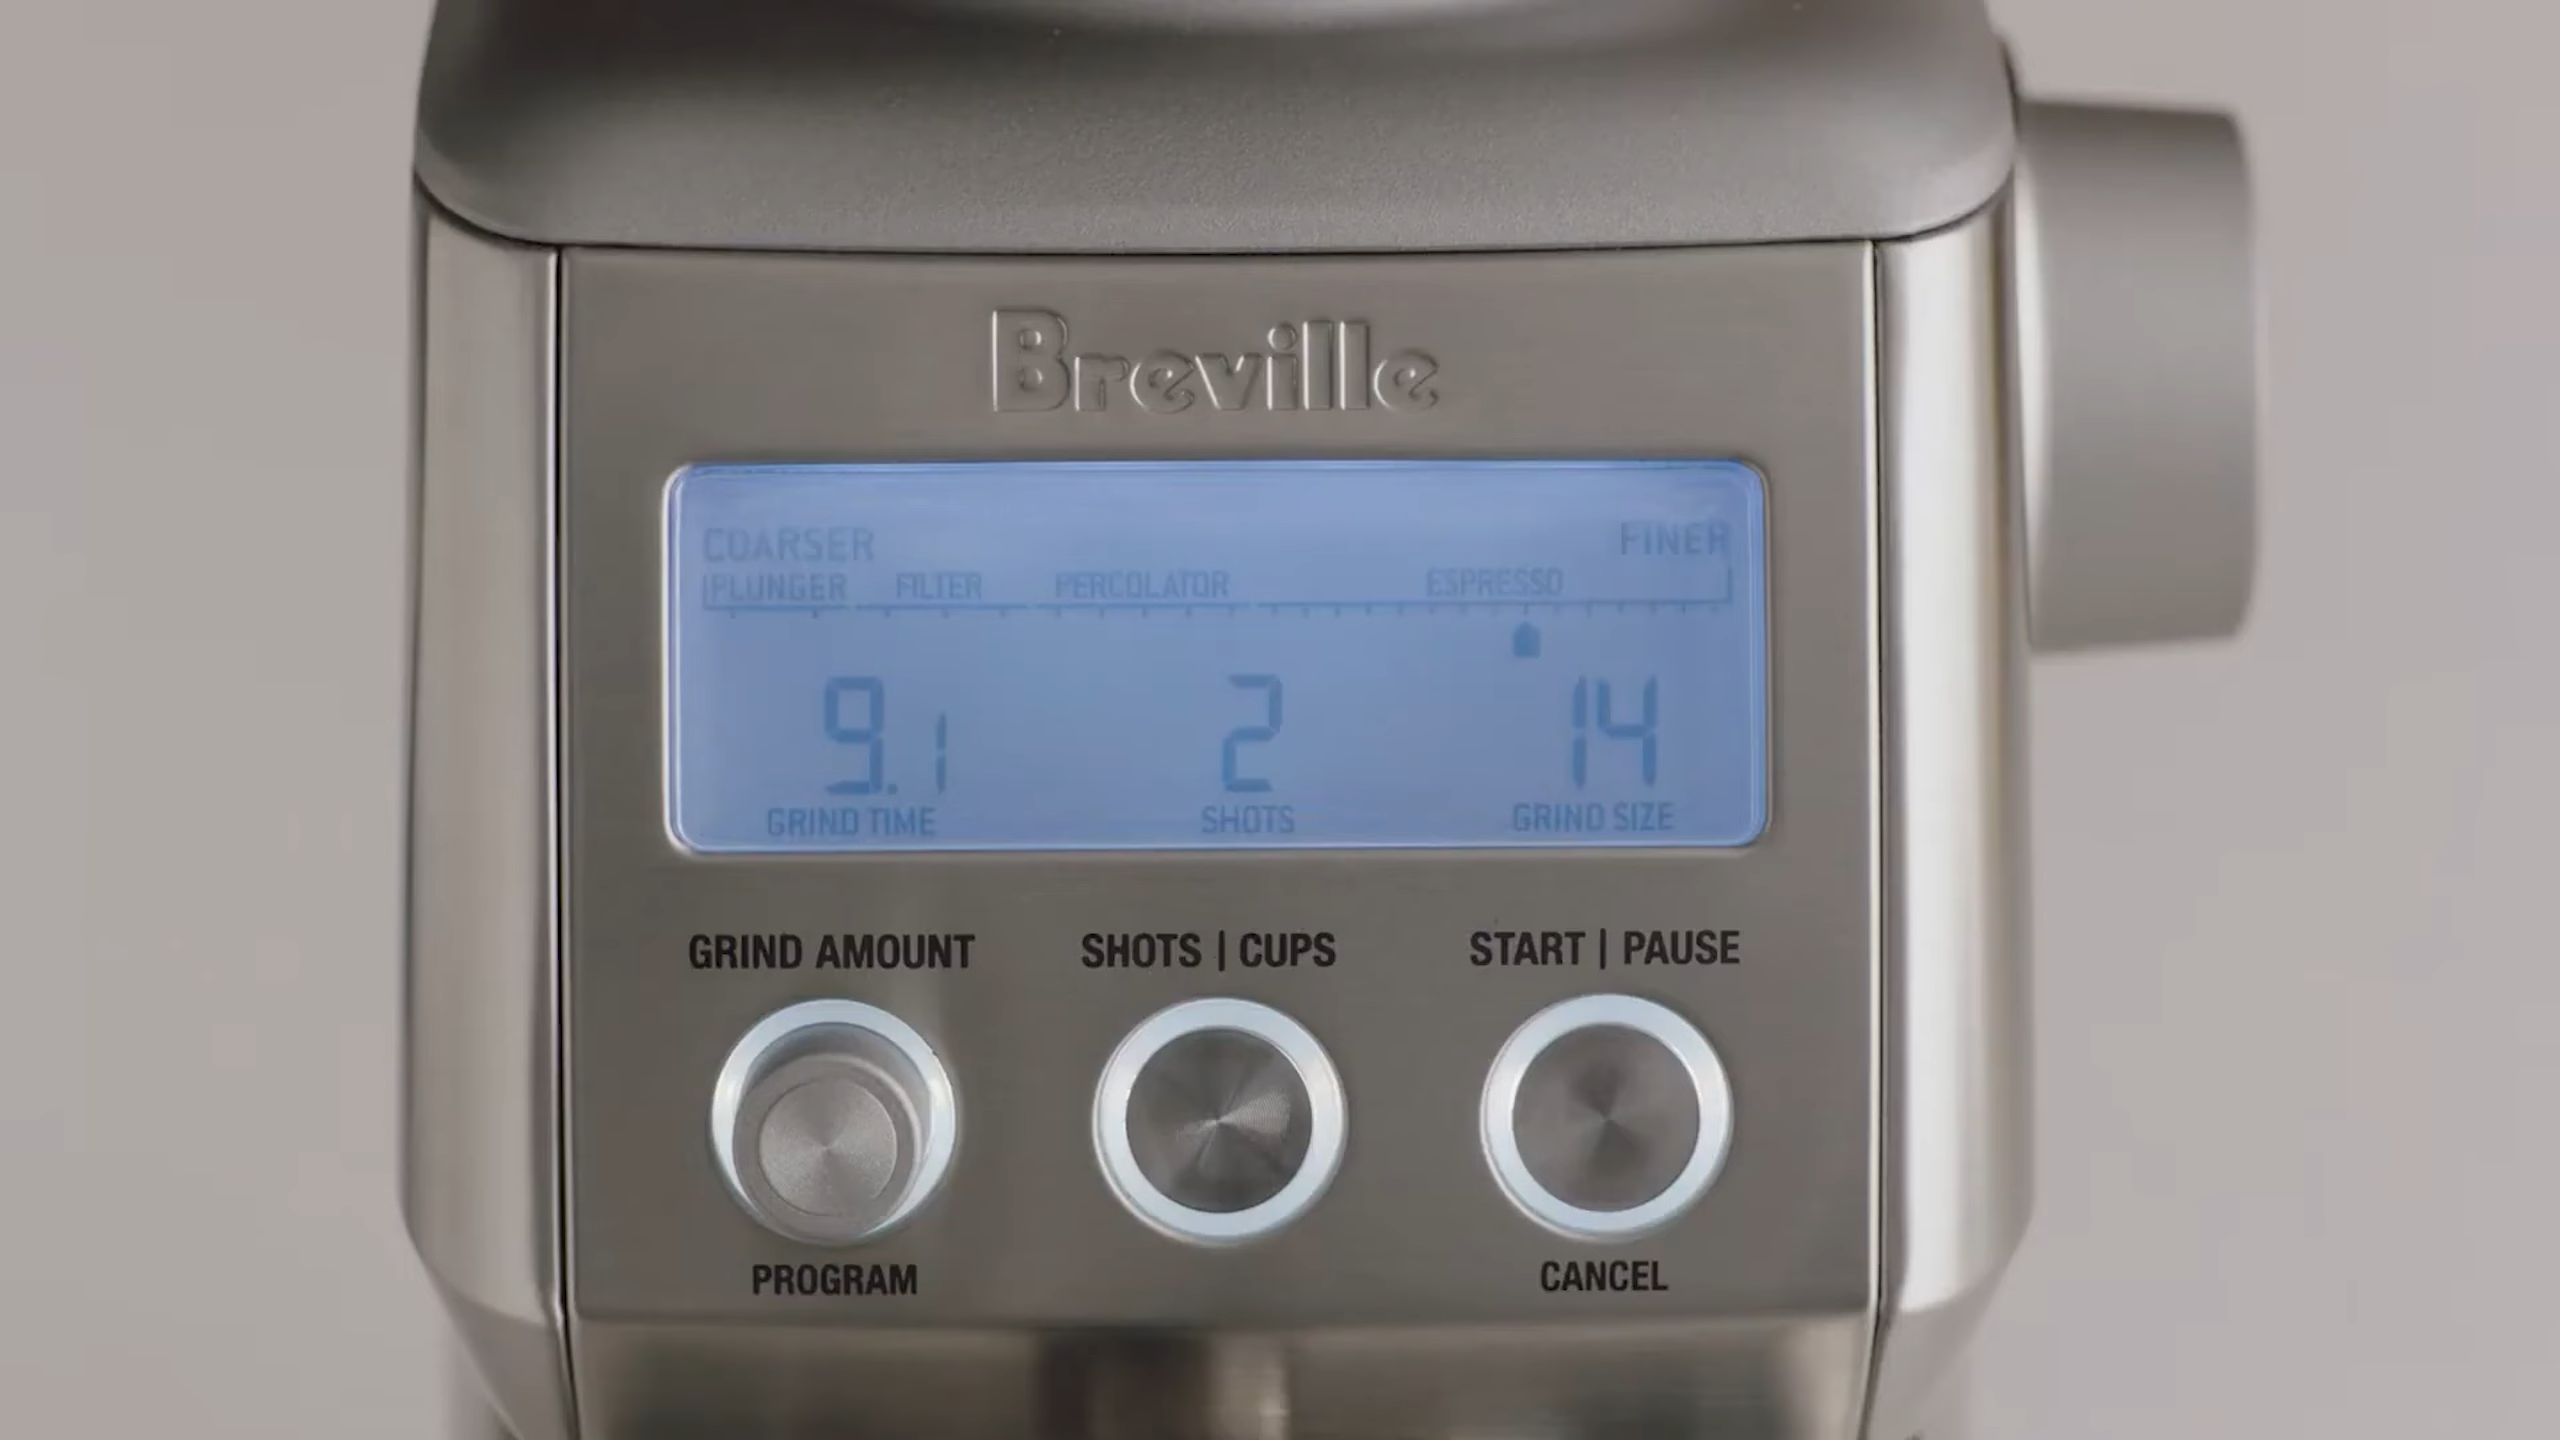 Breville
COARSER FINER
PLUNGER FILTER PERCOLATOR ESPRESSO
9.1 2 14
GRIND TIME SHOTS GRIND SIZE
GRIND AMOUNT SHOTS | CUPS START | PAUSE
PROGRAM CANCEL